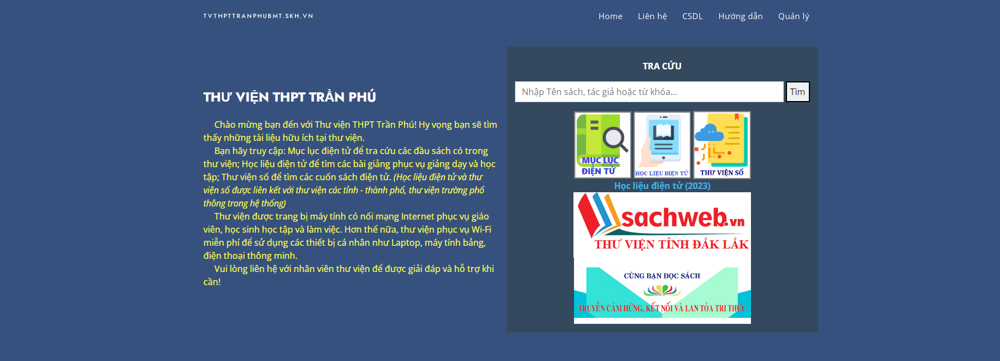 TVTHPTTRANPHUBMT.SKH.VN
Home Liên hệ CSDL Hướng dẫn Quản lý
THƯ VIỆN THPT TRẦN PHÚ
Chào mừng bạn đến với Thư viện THPT Trần Phú! Hy vọng bạn sẽ tìm
thấy những tài liệu hữu ích tại thư viện.
Bạn hãy truy cập: Mục lục điện tử để tra cứu các đầu sách có trong
thư viện; Học liệu điện tử để tìm các bài giảng phục vụ giảng dạy và học
tập; Thư viện số để tìm các cuốn sách điện tử. (Học liệu điện tử và thư
viện số được liên kết với thư viện các tỉnh - thành phố, thư viện trường phổ
thông trong hệ thống)
Thư viện được trang bị máy tính có nối mạng Internet phục vụ giáo
viên, học sinh học tập và làm việc. Hơn thế nữa, thư viện phục vụ Wi-Fi
miễn phí để sử dụng các thiết bị cá nhân như Laptop, máy tính bảng,
điện thoại thông minh.
Vui lòng liên hệ với nhân viên thư viện để được giải đáp và hỗ trợ khi
cần!
TRA CỨU
Nhập Tên sách, tác giả hoặc từ khóa...
Tìm
MỤC LỤC
ĐIỆN TỬ
HỌC LIỆU ĐIỆN TỬ
THƯ VIỆN SỐ
Học liệu điện tử (2023)
sachweb.vn
THƯ VIỆN TỈNH ĐẮK LẮK
CÙNG BẠN ĐỌC SÁCH
TRUYỀN CẢM HỨNG, KẾT NỐI VÀ LAN TỎA TRI THỨC